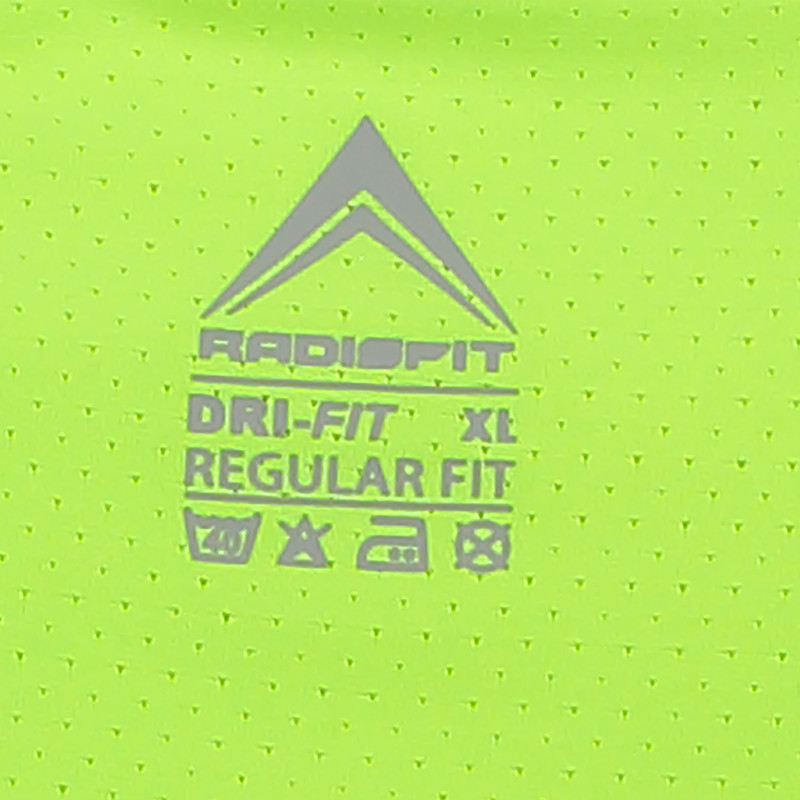 RADIOFIT
DRI-FIT XL
REGULAR FIT
40